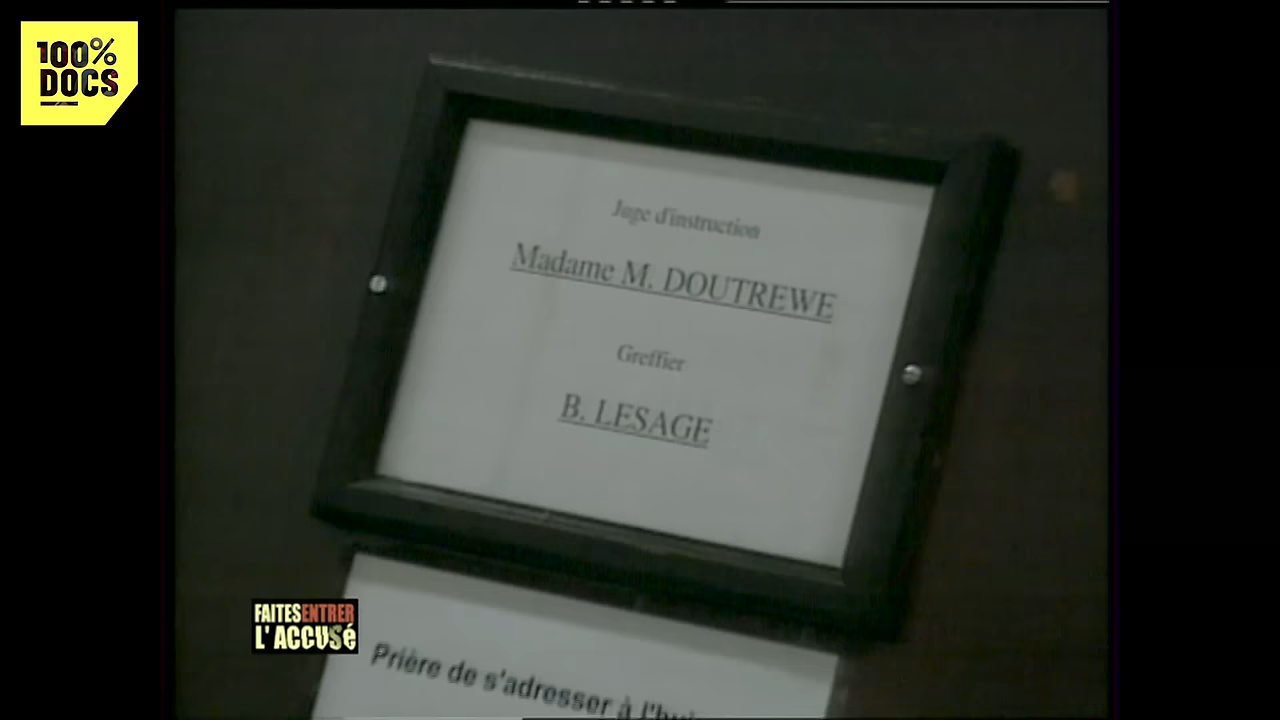 100%
DOCS
Juge d'instruction
Madame M. DOUTREWE
Greffier
B. LESAGE
FAITES ENTRER
L'ACCUSÉ
Prière de s'adresser à